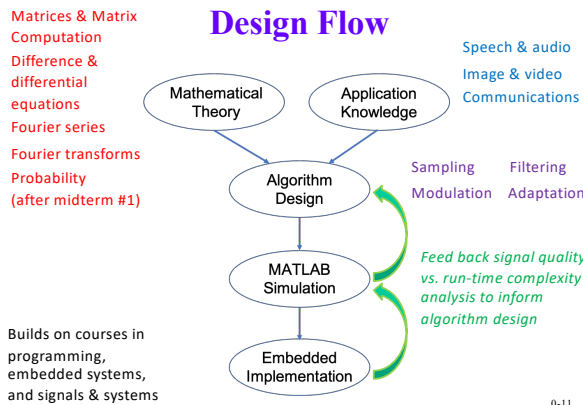 Design Flow
Matrices & Matrix
Computation
Difference &
differential
equations
Fourier series
Fourier transforms
Probability
(after midterm #1)
Mathematical
Theory
Application
Knowledge
Speech & audio
Image & video
Communications
Algorithm
Design
Sampling Filtering
Modulation Adaptation
MATLAB
Simulation
Feed back signal quality
vs. run-time complexity
analysis to inform
algorithm design
Builds on courses in
programming,
embedded systems,
and signals & systems
Embedded
Implementation
0-11